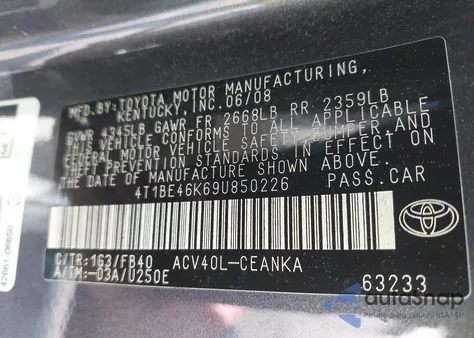 MFD.BY:TOYOTA MOTOR MANUFACTURING,
KENTUCKY, INC.06/08
GVWR 4345LB GAWR FR 2668LB RR 2359LB
THIS VEHICLE CONFORMS TO ALL APPLICABLE
FEDERAL MOTOR VEHICLE SAFETY, BUMPER,AND
THEFT PREVENTION STANDARDS IN EFFECT ON
THE DATE OF MANUFACTURE SHOWN ABOVE.
4T1BE46K69U850226 PASS.CAR
C/TR:1G3/FB40 ACV40L-CEANKA
A/TM:-03A/U250E 63233
TOYOTA
autoShap